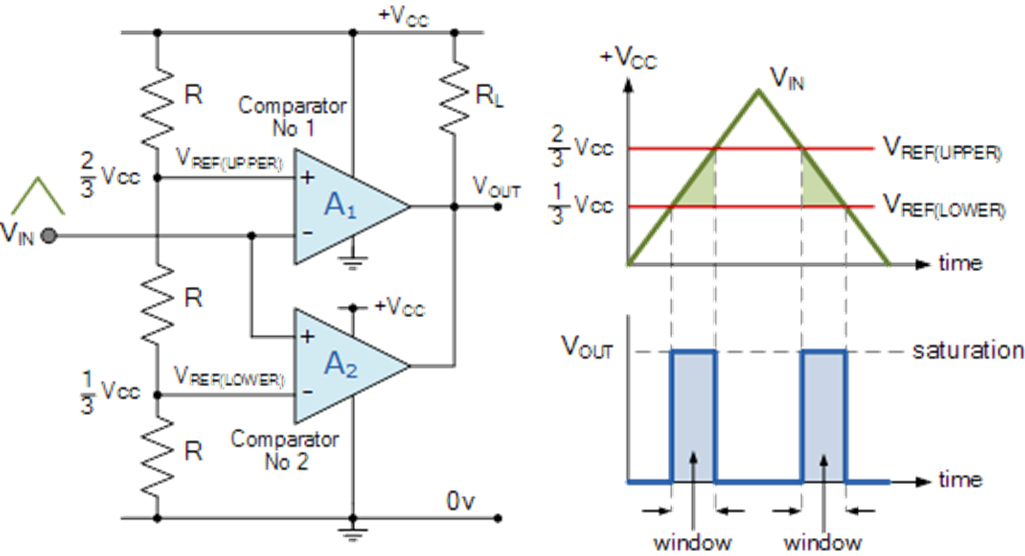 +VCC
R
RL
Comparator
No 1
2/3 VCC
VREF(UPPER)
+
A1
-
VOUT
VIN
R
+VCC
+
A2
-
1/3 VCC
VREF(LOWER)
R
Comparator
No 2
0v
+VCC
VIN
2/3 VCC
VREF(UPPER)
1/3 VCC
VREF(LOWER)
time
VOUT
saturation
time
window
window